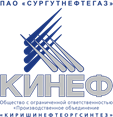 ПАО «СУРГУТНЕФТЕГАЗ»
КИНЕФ
Общество с ограниченной ответственностью
«Производственное объединение
«КИРИШИНЕФТЕОРГСИНТЕЗ»